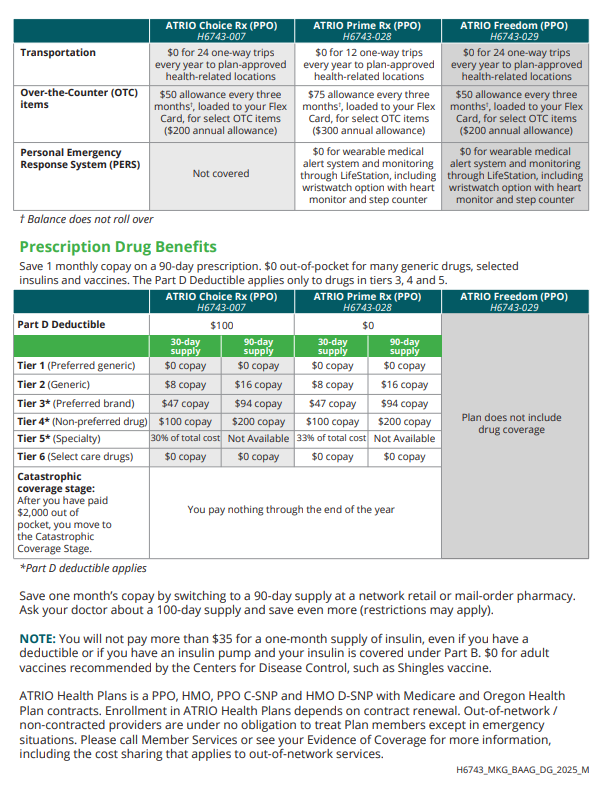 ATRIO Choice Rx (PPO) ATRIO Prime Rx (PPO) ATRIO Freedom (PPO)
H6743-007 H6743-028 H6743-029
Transportation
$0 for 24 one-way trips
every year to plan-approved
health-related locations
$0 for 12 one-way trips
every year to plan-approved
health-related locations
$0 for 24 one-way trips
every year to plan-approved
health-related locations
Over-the-Counter (OTC)
items
$50 allowance every three
months†, loaded to your Flex
Card, for select OTC items
($200 annual allowance)
$75 allowance every three
months†, loaded to your Flex
Card, for select OTC items
($300 annual allowance)
$50 allowance every three
months†, loaded to your Flex
Card, for select OTC items
($200 annual allowance)
Personal Emergency
Response System (PERS)
Not covered
$0 for wearable medical
alert system and monitoring
through LifeStation, including
wristwatch option with heart
monitor and step counter
$0 for wearable medical
alert system and monitoring
through LifeStation, including
wristwatch option with heart
monitor and step counter
† Balance does not roll over
Prescription Drug Benefits
Save 1 monthly copay on a 90-day prescription. $0 out-of-pocket for many generic drugs, selected
insulins and vaccines. The Part D Deductible applies only to drugs in tiers 3, 4 and 5.
ATRIO Choice Rx (PPO) ATRIO Prime Rx (PPO) ATRIO Freedom (PPO)
H6743-007 H6743-028 H6743-029
Part D Deductible $100 $0
30-day supply 90-day supply 30-day supply 90-day supply
Tier 1 (Preferred generic) $0 copay $0 copay $0 copay $0 copay
Tier 2 (Generic) $8 copay $16 copay $8 copay $16 copay
Tier 3* (Preferred brand) $47 copay $94 copay $47 copay $94 copay
Tier 4* (Non-preferred drug) $100 copay $200 copay $100 copay $200 copay
Tier 5* (Specialty) 30% of total cost Not Available 33% of total cost Not Available
Tier 6 (Select care drugs) $0 copay $0 copay $0 copay $0 copay
Plan does not include
drug coverage
Catastrophic
coverage stage:
After you have paid
$2,000 out of
pocket, you move to
the Catastrophic
Coverage Stage.
You pay nothing through the end of the year
*Part D deductible applies
Save one month's copay by switching to a 90-day supply at a network retail or mail-order pharmacy.
Ask your doctor about a 100-day supply and save even more (restrictions may apply).
NOTE: You will not pay more than $35 for a one-month supply of insulin, even if you have a
deductible or if you have an insulin pump and your insulin is covered under Part B. $0 for adult
vaccines recommended by the Centers for Disease Control, such as Shingles vaccine.
ATRIO Health Plans is a PPO, HMO, PPO C-SNP and HMO D-SNP with Medicare and Oregon Health
Plan contracts. Enrollment in ATRIO Health Plans depends on contract renewal. Out-of-network /
non-contracted providers are under no obligation to treat Plan members except in emergency
situations. Please call Member Services or see your Evidence of Coverage for more information,
including the cost sharing that applies to out-of-network services.
H6743_MKG_BAAG_DG_2025_M